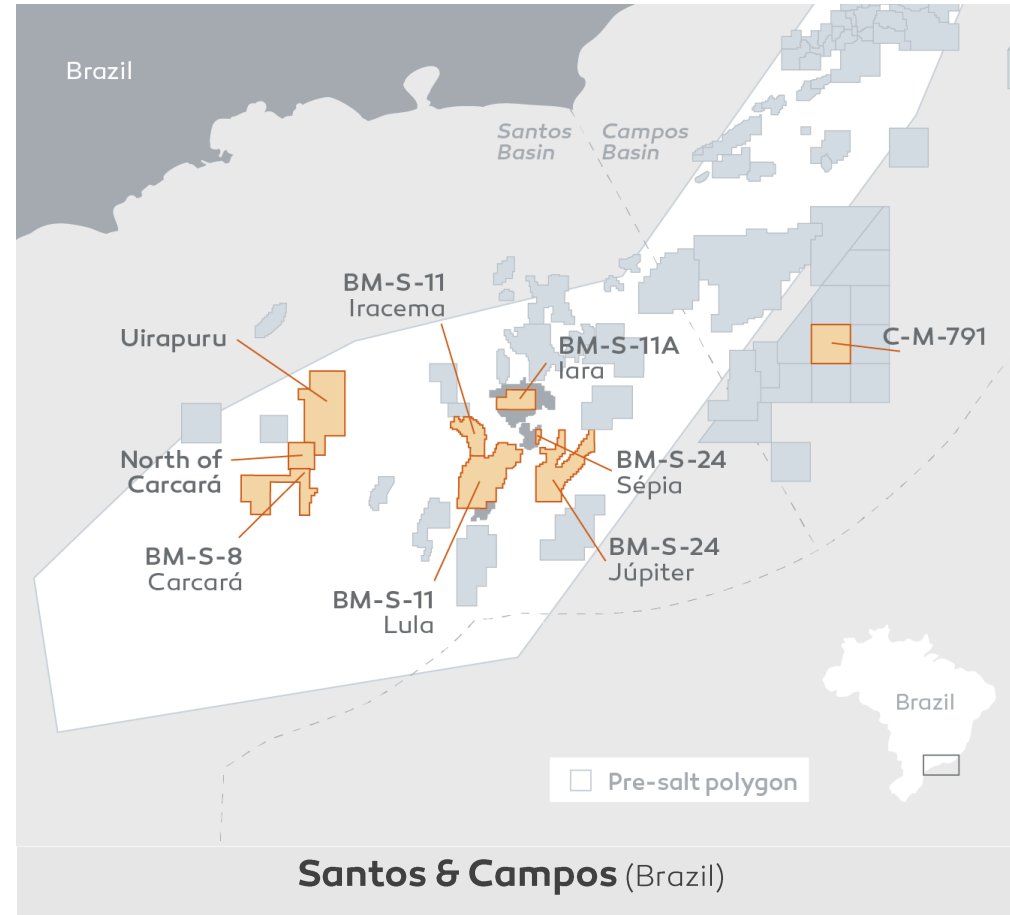 Brazil
Santos
Basin
Campos
Basin
BM-S-11
Iracema
Uirapuru
BM-S-11A
Iara
C-M-791
North of
Carcará
BM-S-24
Sépia
BM-S-8
Carcará
BM-S-24
Júpiter
BM-S-11
Lula
Brazil
Pre-salt polygon
Santos & Campos (Brazil)